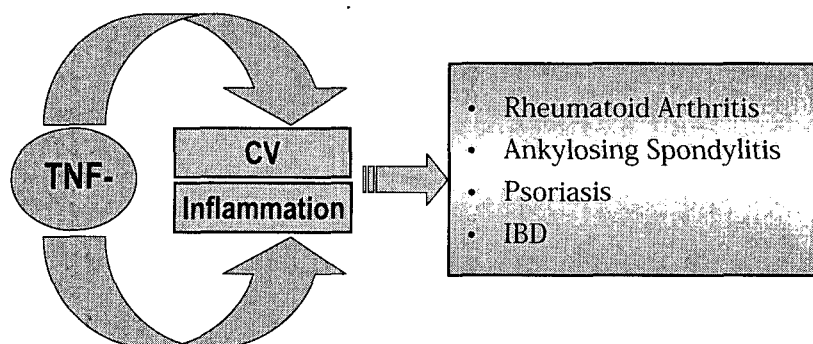 TNF-
CV
Inflammation
• Rheumatoid Arthritis
• Ankylosing Spondylitis
• Psoriasis
• IBD